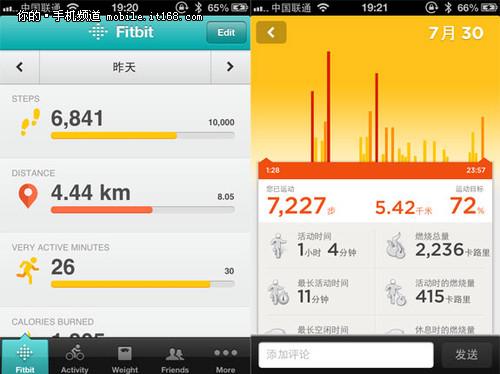 中国联通 19:20 65%
你的·手机频道 mobile.it168.com
Fitbit Edit
昨天
STEPS
6,841 10,000
DISTANCE
4.44 km 8.05
VERY ACTIVE MINUTES
26 30
CALORIES BURNED
Fitbit Activity Weight Friends More
中国联通 19:21 66%
7月 30
1:28 23:57
您已运动 运动目标
7,227步 5.42千米 72%
活动时间 燃烧总量
1小时 4分钟 2,236卡路里
最长活动时间 活动时的燃烧量
11分钟 415卡路里
最长空闲时间 休息时的燃烧量
添加评论 发送